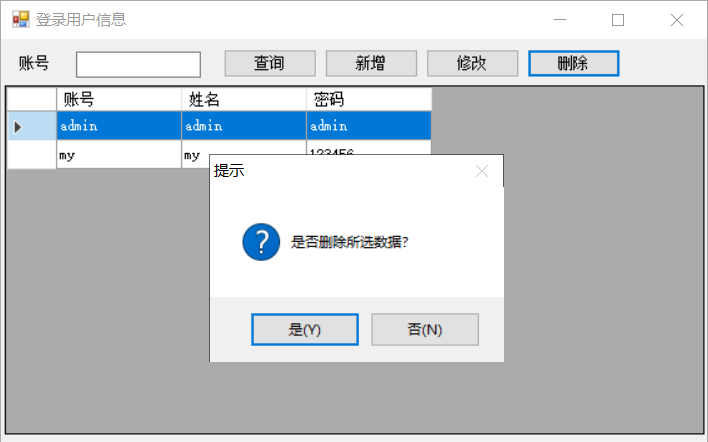 登录用户信息
账号 查询 新增 修改 删除
账号 姓名 密码
admin admin admin
my my 123456
提示
是否删除所选数据?
是(Y) 否(N)